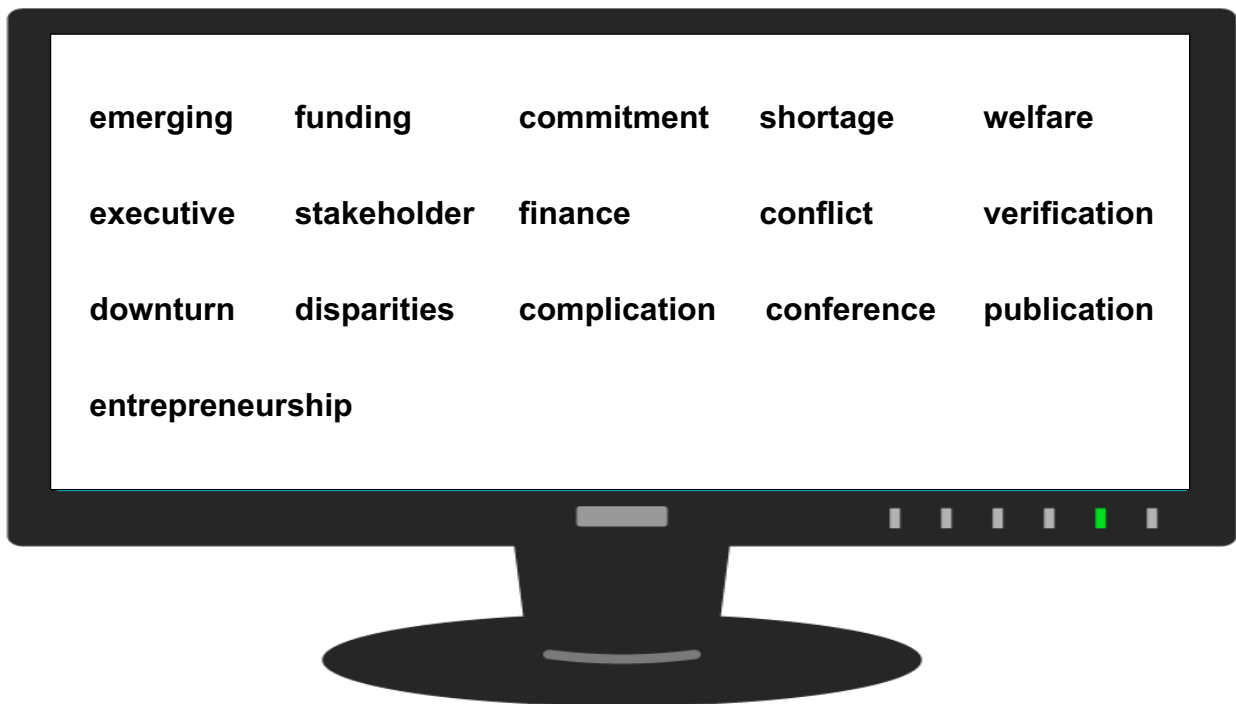 emerging funding commitment shortage welfare
executive stakeholder finance conflict verification
downturn disparities complication conference publication
entrepreneurship